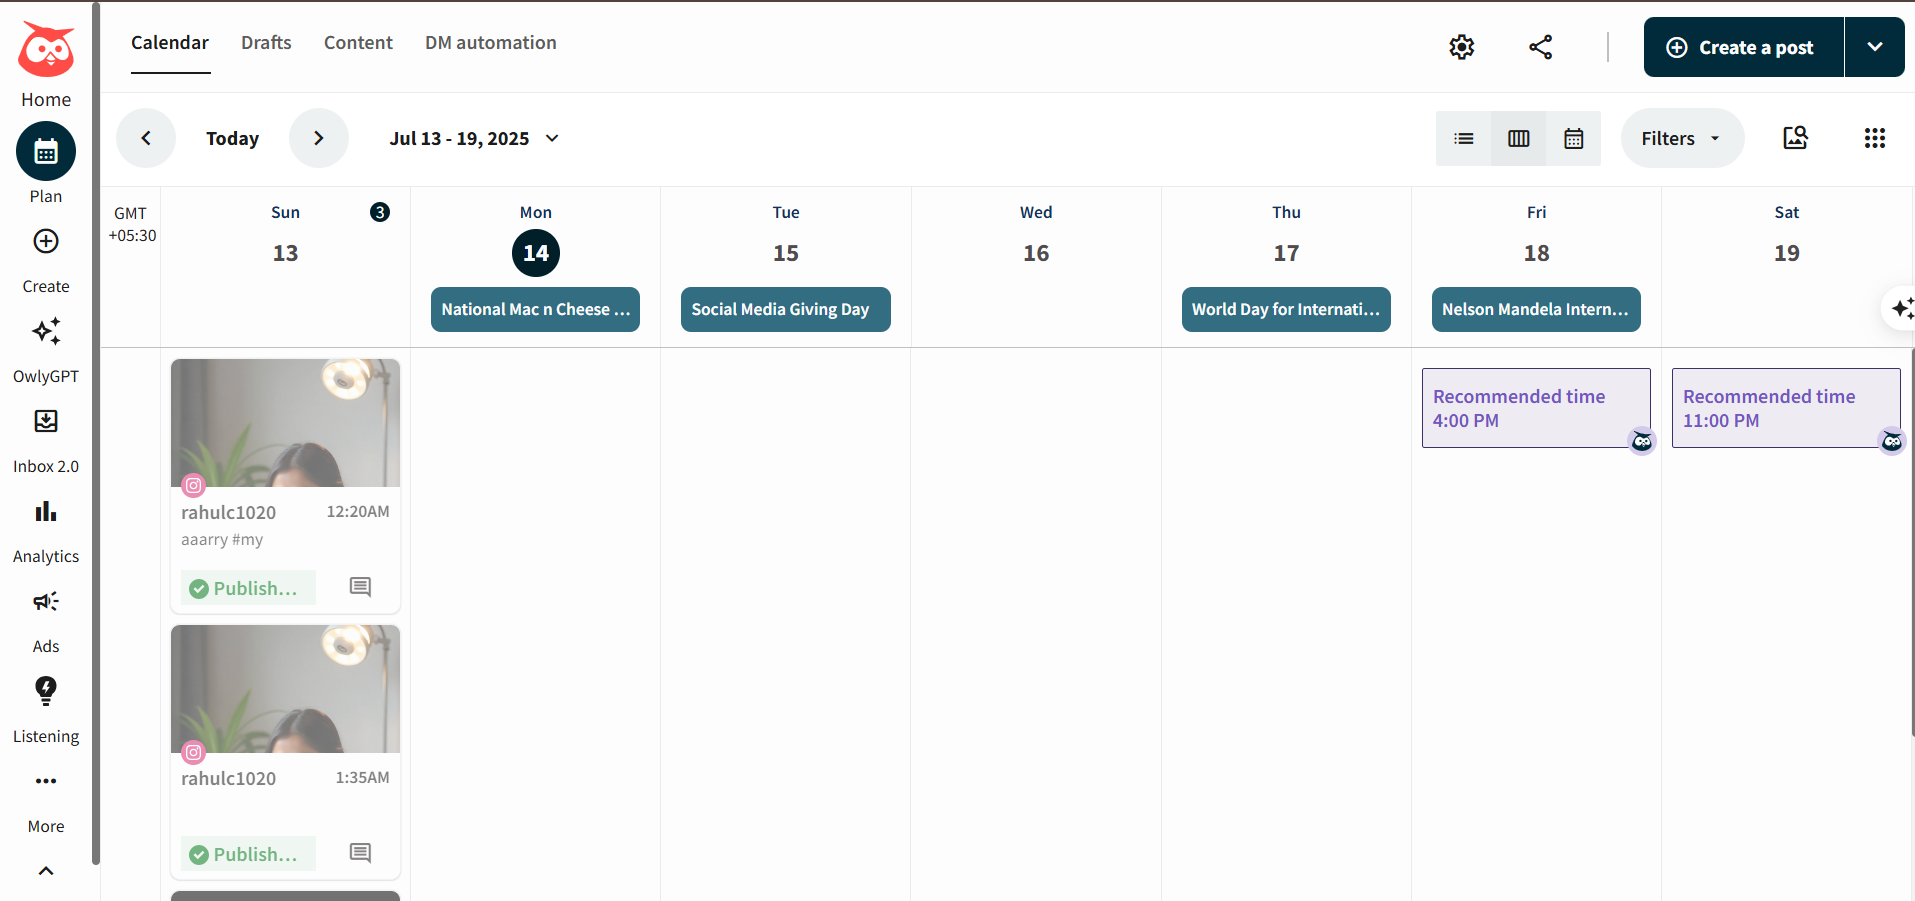 Home
Plan
Create
OwlyGPT
Inbox 2.0
Analytics
Ads
Listening
More
Calendar
Drafts
Content
DM automation
Create a post
Today
Jul 13 - 19, 2025
Filters
GMT
+05:30
Sun
3
13
Mon
14
National Mac n Cheese ...
Tue
15
Social Media Giving Day
Wed
16
Thu
17
World Day for Internati...
Fri
18
Nelson Mandela Intern...
Sat
19
rahulc1020
12:20AM
aaarry #my
Publish...
rahulc1020
1:35AM
Publish...
Recommended time
4:00 PM
Recommended time
11:00 PM